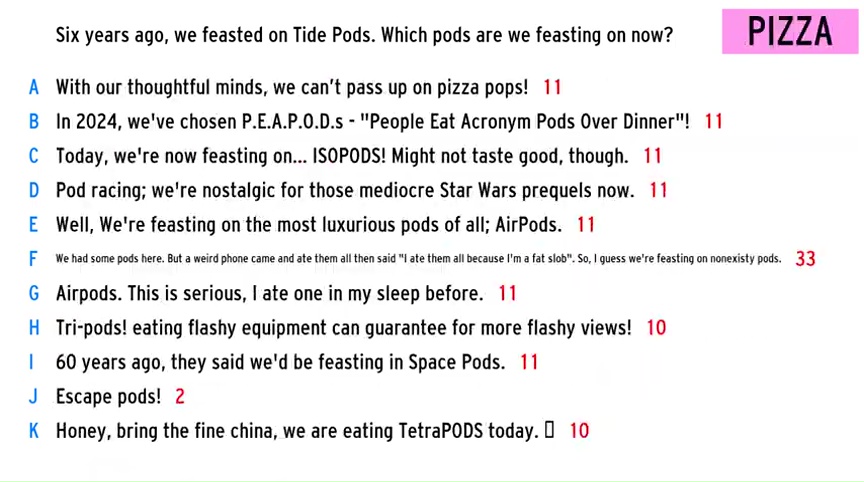 Six years ago, we feasted on Tide Pods. Which pods are we feasting on now?
PIZZA
A With our thoughtful minds, we can't pass up on pizza pops! 11
B In 2024, we've chosen P.E.A.P.O.D.s - "People Eat Acronym Pods Over Dinner"! 11
C Today, we're now feasting on... ISOPODS! Might not taste good, though. 11
D Pod racing; we're nostalgic for those mediocre Star Wars prequels now. 11
E Well, We're feasting on the most luxurious pods of all; AirPods. 11
F We had some pods here. But a weird phone came and ate them all then said "I ate them all because I'm a fat slob". So, I guess we're feasting on nonexisty pods. 33
G Airpods. This is serious, I ate one in my sleep before. 11
H Tri-pods! eating flashy equipment can guarantee for more flashy views! 10
I 60 years ago, they said we'd be feasting in Space Pods. 11
J Escape pods! 2
K Honey, bring the fine china, we are eating TetraPODS today. 10